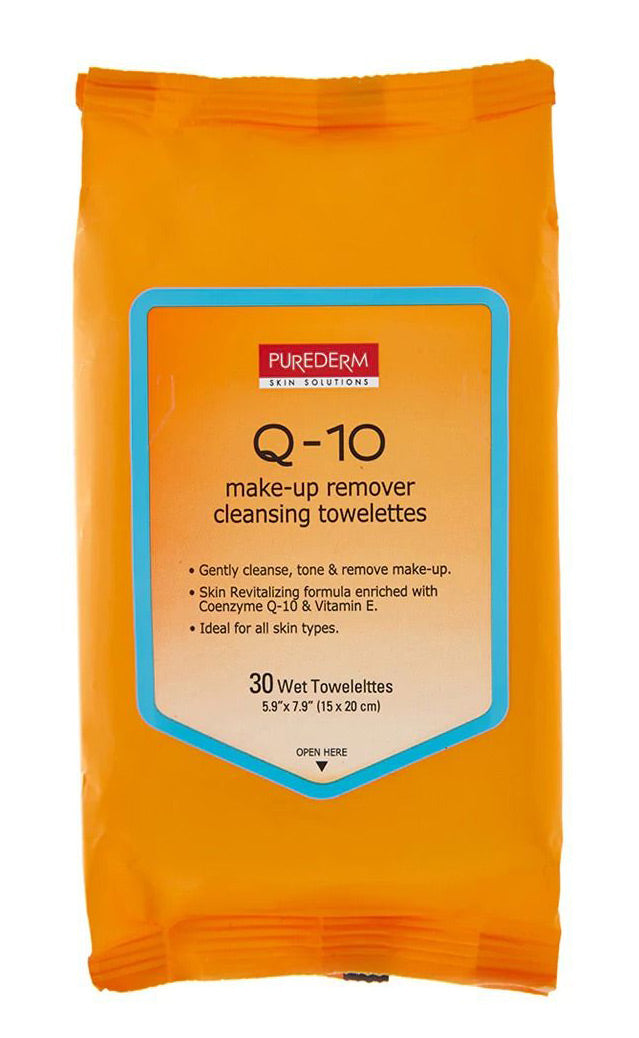 PUREDERM
SKIN SOLUTIONS
Q-10
make-up remover
cleansing towelettes
• Gently cleanse, tone & remove make-up.
• Skin Revitalizing formula enriched with
Coenzyme Q-10 & Vitamin E.
• Ideal for all skin types.
30 Wet Towelelttes
5.9"x 7.9" (15 x 20 cm)
OPEN HERE